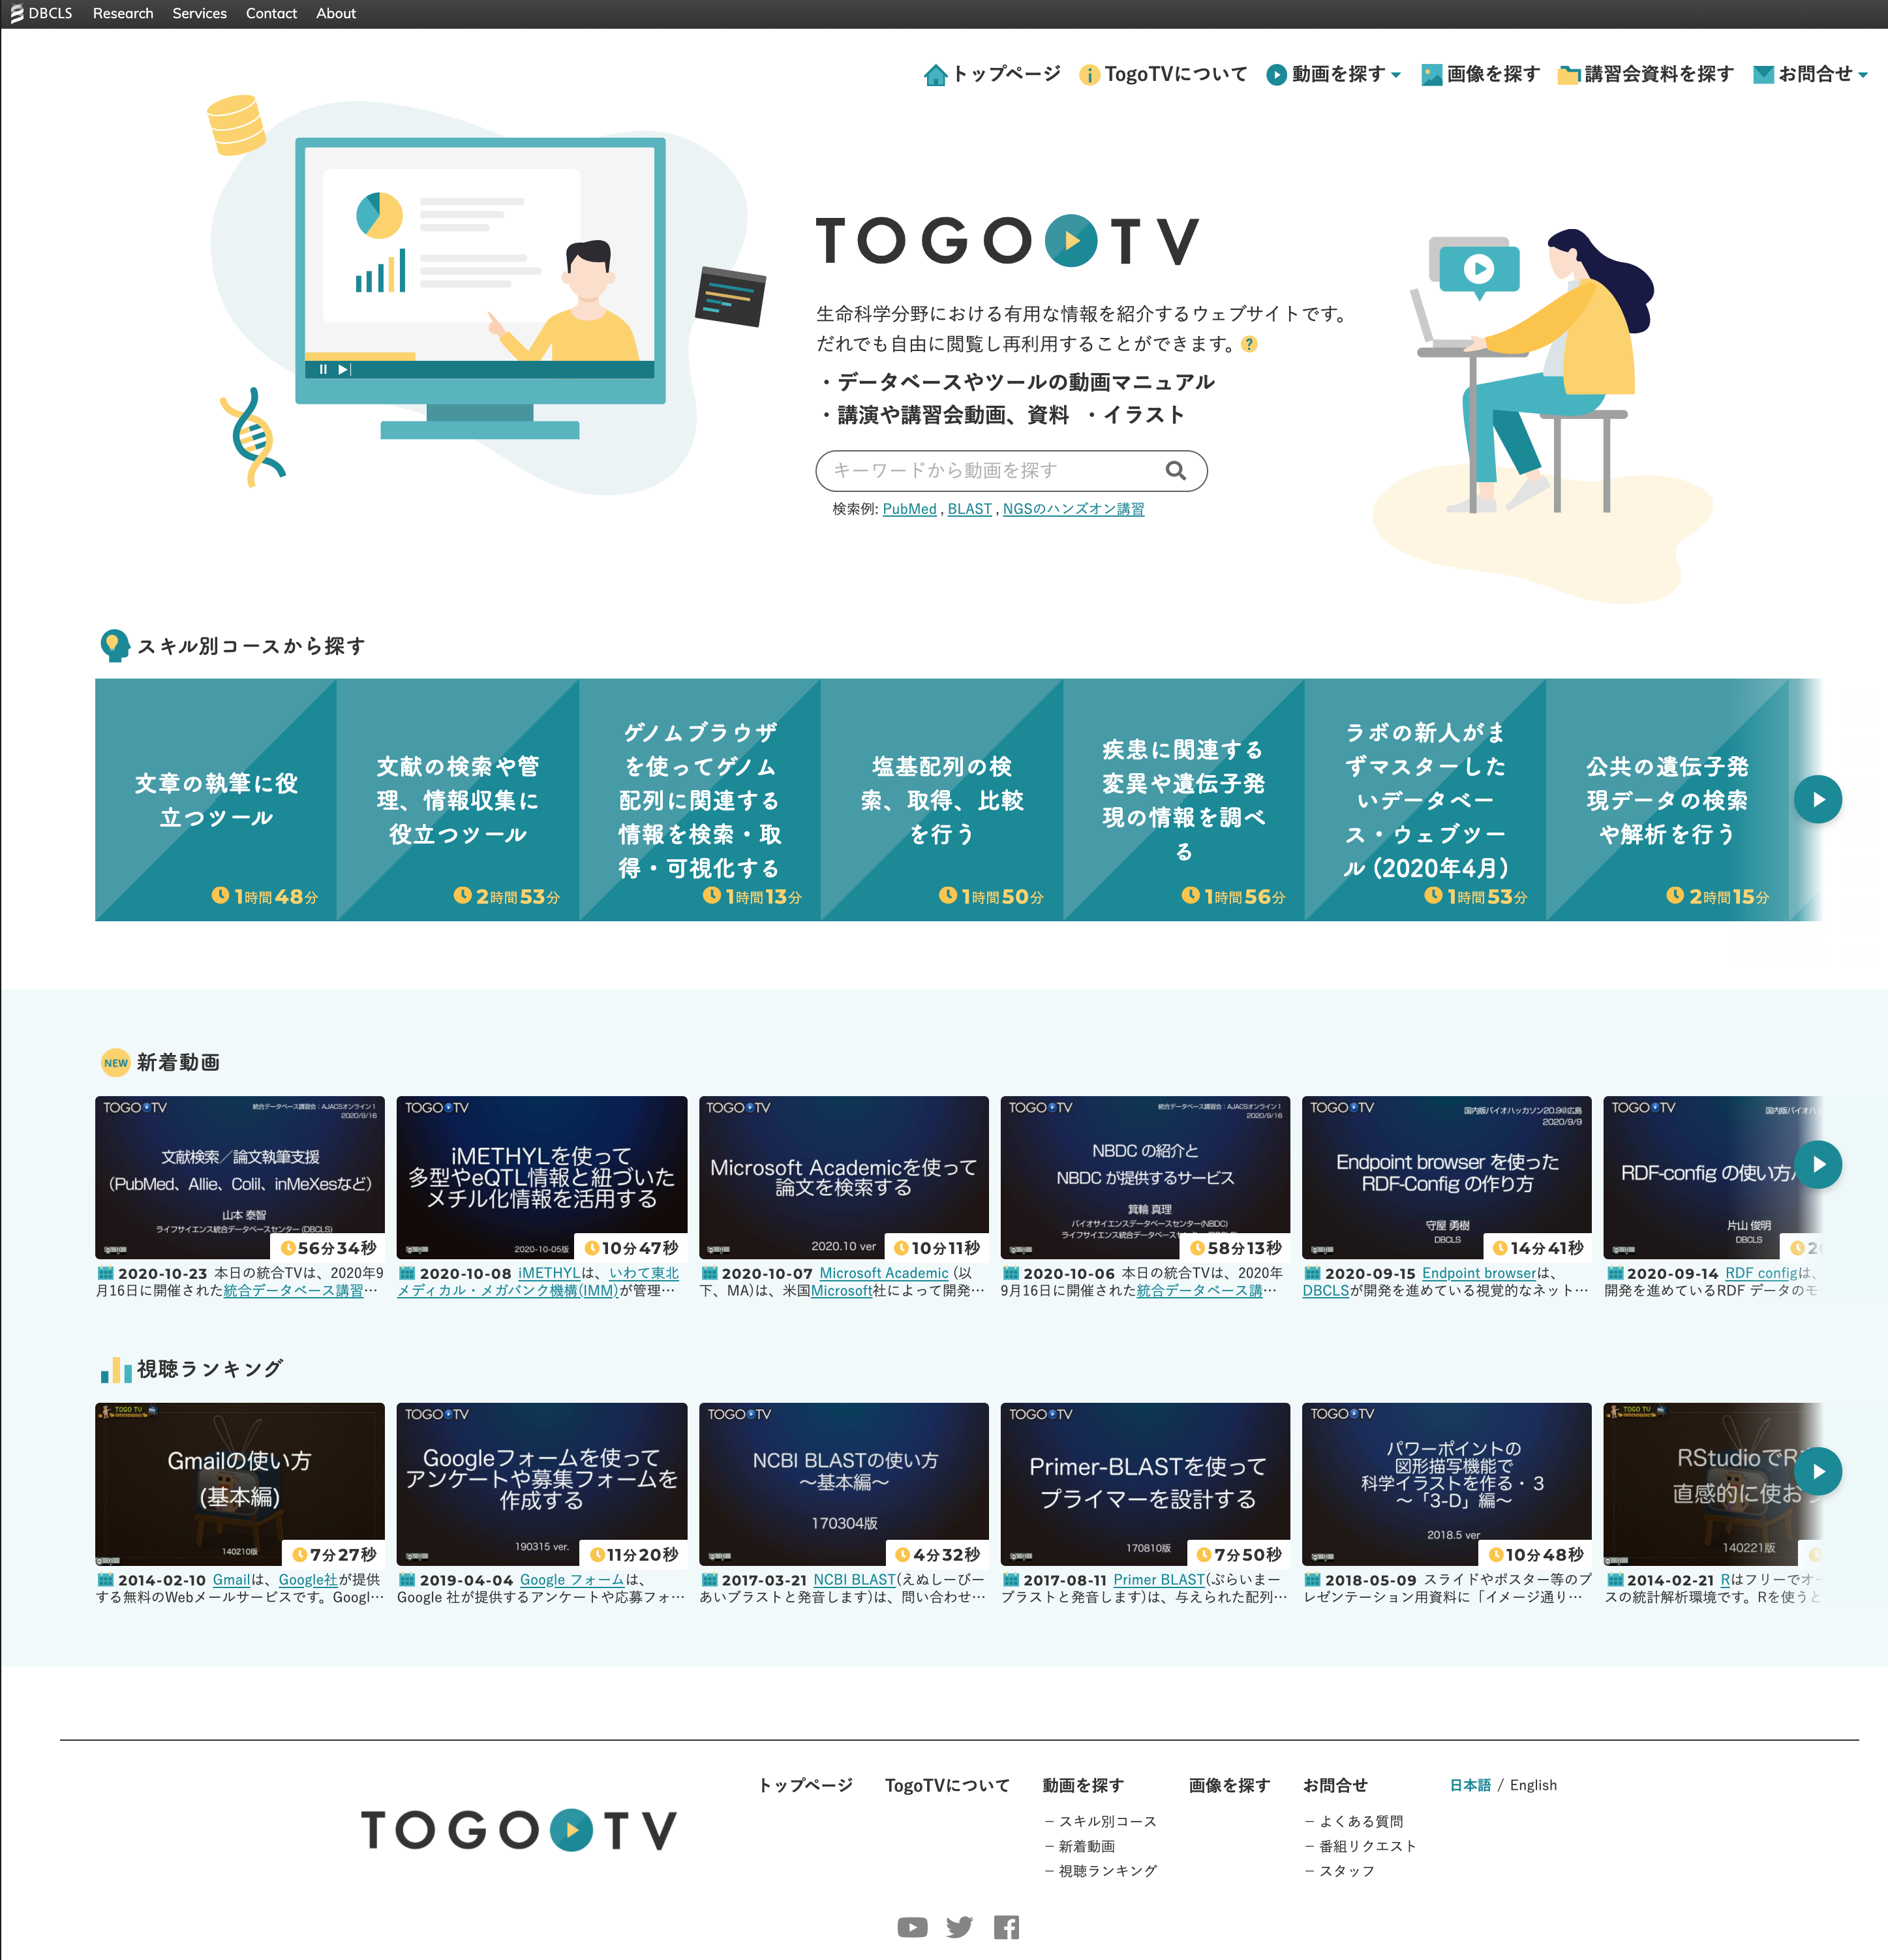 DBCLS Research Services Contact About
トップページ TogoTVについて 動画を探す 画像を探す 講習会資料を探す お問合せ
TOGOTV
生命科学分野における有用な情報を紹介するウェブサイトです。
だれでも自由に閲覧し再利用することができます。?
・データベースやツールの動画マニュアル
・講演や講習会動画、資料 ・イラスト
キーワードから動画を探す
検索例: PubMed , BLAST , NGSのハンズオン講習
スキル別コースから探す
文章の執筆に役
立つツール
1時間48分
文献の検索や管
理、情報収集に
役立つツール
2時間53分
ゲノムブラウザ
を使ってゲノム
配列に関連する
情報を検索・取
得・可視化する
1時間13分
塩基配列の検
索、取得、比較
を行う
1時間50分
疾患に関連する
変異や遺伝子発
現の情報を調べ
る
1時間56分
ラボの新人がま
ずマスターした
いデータベー
ス・ウェブツー
ル (2020年4月)
1時間53分
公共の遺伝子発
現データの検索
や解析を行う
2時間15分
NEW 新着動画
TOGOTV 統合データベース講習会：AJACSオンライン1
2020/9/16
文献検索／論文執筆支援
(PubMed、Allie、Colil、inMeXesなど)
山本 泰智
ライフサイエンス統合データベースセンター (DBCLS)
56分34秒
2020-10-23 本日の統合TVは、2020年9
月16日に開催された統合データベース講習…
TOGOTV
iMETHYLを使って
多型やeQTL情報と紐づいた
メチル化情報を活用する
2020-10-05版
10分47秒
2020-10-08 iMETHYLは、いわて東北
メディカル・メガバンク機構(IMM)が管理…
TOGOTV
Microsoft Academicを使って
論文を検索する
2020.10 ver
10分11秒
2020-10-07 Microsoft Academic (以
下、MA)は、米国Microsoft社によって開発…
TOGOTV 統合データベース講習会：AJACSオンライン1
2020/9/16
NBDC の紹介と
NBDC が提供するサービス
箕輪 真理
バイオサイエンスデータベースセンター(NBDC)
ライフサイエンス統合データベース
58分13秒
2020-10-06 本日の統合TVは、2020年
9月16日に開催された統合データベース講…
TOGOTV 国内版バイオハッカソン20.9@広島
2020/9/9
Endpoint browser を使った
RDF-Config の作り方
守屋 勇樹
DBCLS
14分41秒
2020-09-15 Endpoint browserは、
DBCLSが開発を進めている視覚的なネット…
TOGOTV 国内版バイオハ
RDF-config の使い方
片山 俊明
DBCLS
2020-09-14 RDF configは、
開発を進めているRDF データのモ
視聴ランキング
TOGO TV
Gmailの使い方
(基本編)
140210版
7分27秒
2014-02-10 Gmailは、Google社が提供
する無料のWebメールサービスです。Googl…
TOGOTV
Googleフォームを使って
アンケートや募集フォームを
作成する
190315 ver.
11分20秒
2019-04-04 Google フォームは、
Google 社が提供するアンケートや応募フォ…
TOGOTV
NCBI BLASTの使い方
～基本編～
170304版
4分32秒
2017-03-21 NCBI BLAST(えぬしーびー
あいブラストと発音します)は、問い合わせ…
TOGOTV
Primer-BLASTを使って
プライマーを設計する
170810版
7分50秒
2017-08-11 Primer BLAST(ぷらいまー
ブラストと発音します)は、与えられた配列…
TOGOTV
パワーポイントの
図形描写機能で
科学イラストを作る・3
～「3-D」編～
2018.5 ver
10分48秒
2018-05-09 スライドやポスター等のプ
レゼンテーション用資料に「イメージ通り…
TOGO TV
RStudioでR
直感的に使おう
140221版
2014-02-21 Rはフリーでオー
スの統計解析環境です。Rを使うと
トップページ TogoTVについて 動画を探す 画像を探す お問合せ 日本語 / English
TOGOTV
– スキル別コース
– 新着動画
– 視聴ランキング
– よくある質問
– 番組リクエスト
– スタッフ